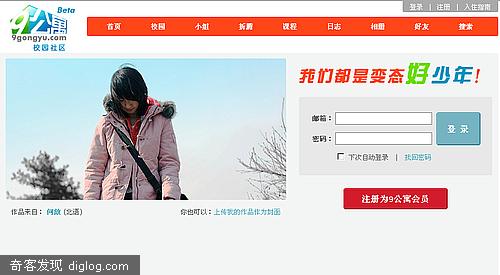 登录 | 注册 | 入住指南
9公寓 Beta
9gongyu.com
校园社区
首页 校园 小组 折腾 课程 日志 相册 好友 搜索
我们都是变态好少年!
邮箱：
密码：
登 录
下次自动登录 | 找回密码
注册为9公寓会员
作品来自： 何故 (北语) 你也可以：上传我的作品作为封面
奇客发现 diglog.com